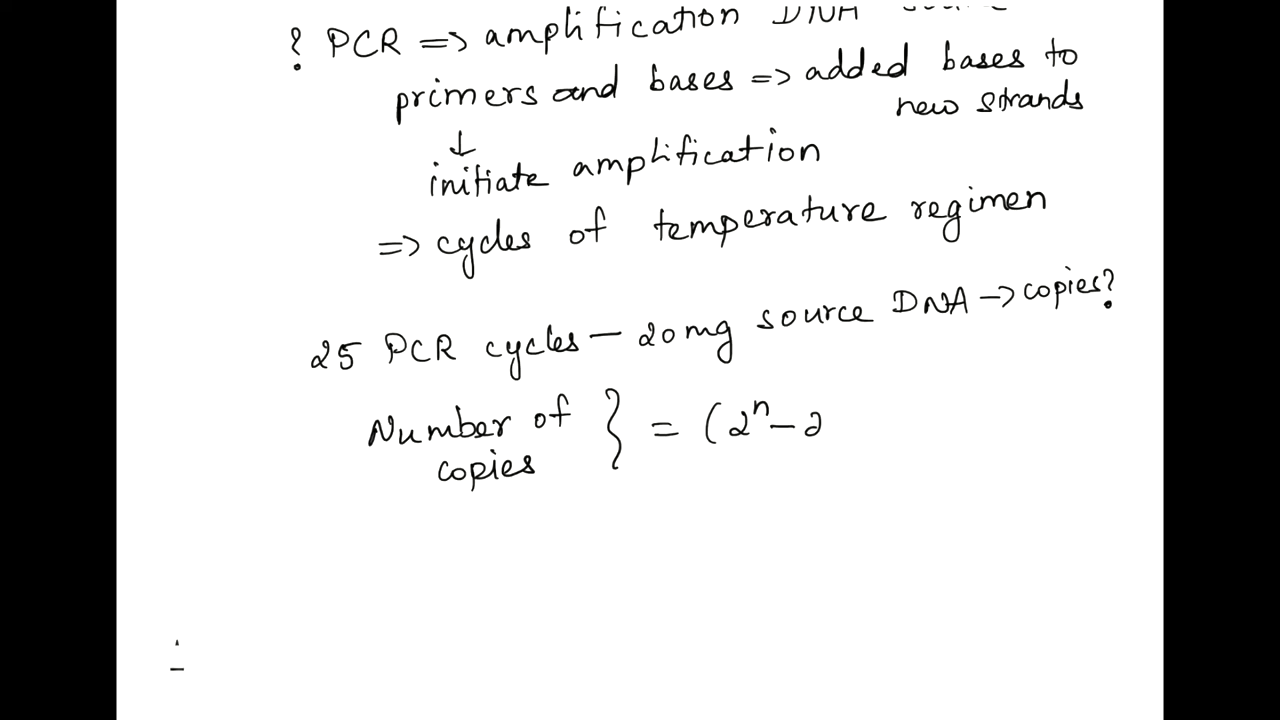 ? PCR => amplification DNA
primers and bases => added bases to
new strands
↓
initiate amplification
=> cycles of temperature regimen
25 PCR cycles — 20mg source DNA -> copies?
Number of } = (2ⁿ - 2
copies